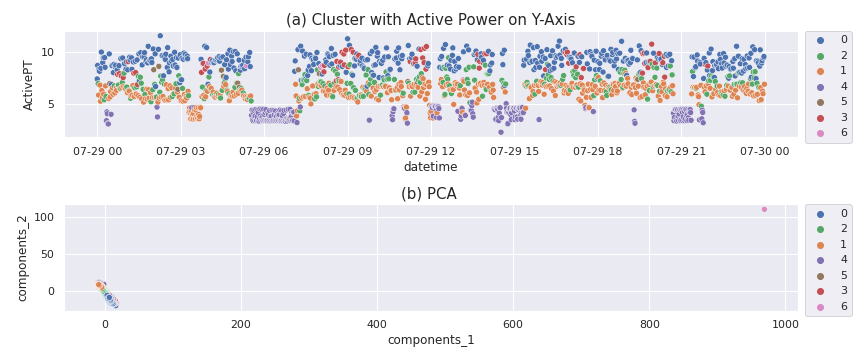 (a) Cluster with Active Power on Y-Axis
10
5
ActivePT
07-29 00 07-29 03 07-29 06 07-29 09 07-29 12 07-29 15 07-29 18 07-29 21 07-30 00
datetime
0
2
1
4
5
3
6
(b) PCA
100
50
0
components_2
0 200 400 600 800 1000
components_1
0
2
1
4
5
3
6